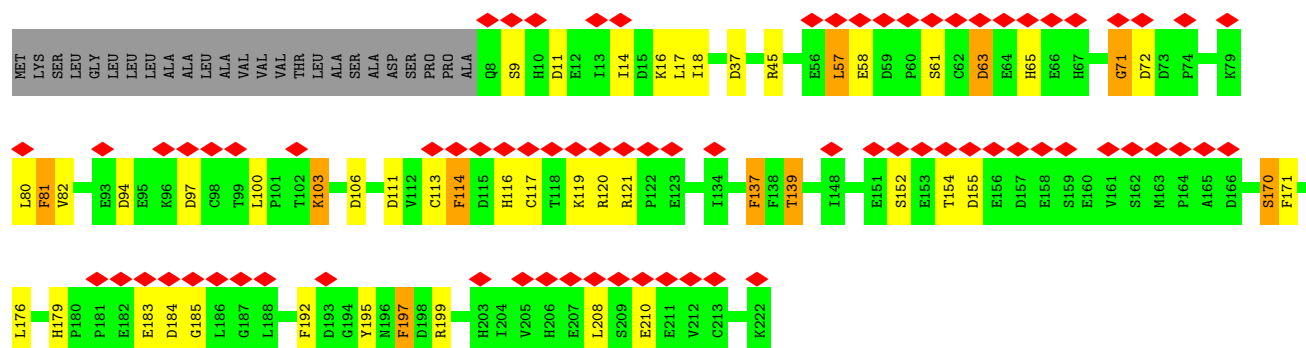 MET LYS SER LEU GLY LEU LEU LEU ALA ALA LEU ALA VAL VAL VAL THR LEU ALA SER ALA ASP SER PRO PRO ALA Q8 S9 H10 D11 E12 I13 I14 D15 K16 L17 I18 D37 R45 E56 L57 E58 D59 P60 S61 C62 D63 E64 H65 E66 H67 G71 D72 D73 P74 K79
L80 F81 V82 E93 D94 E95 K96 D97 C98 T99 L100 P101 T102 K103 D106 D111 V112 C113 F114 D115 H116 C117 T118 K119 R120 R121 P122 E123 I134 F137 F138 T139 I148 E151 S152 E153 T154 D155 E156 D157 E158 S159 E160 V161 S162 M163 P164 A165 D166 S170 F171
L176 H179 P180 P181 E182 E183 D184 G185 L186 G187 L188 F192 D193 G194 Y195 N196 F197 D198 R199 H203 I204 V205 H206 E207 L208 S209 E210 E211 V212 C213 K222